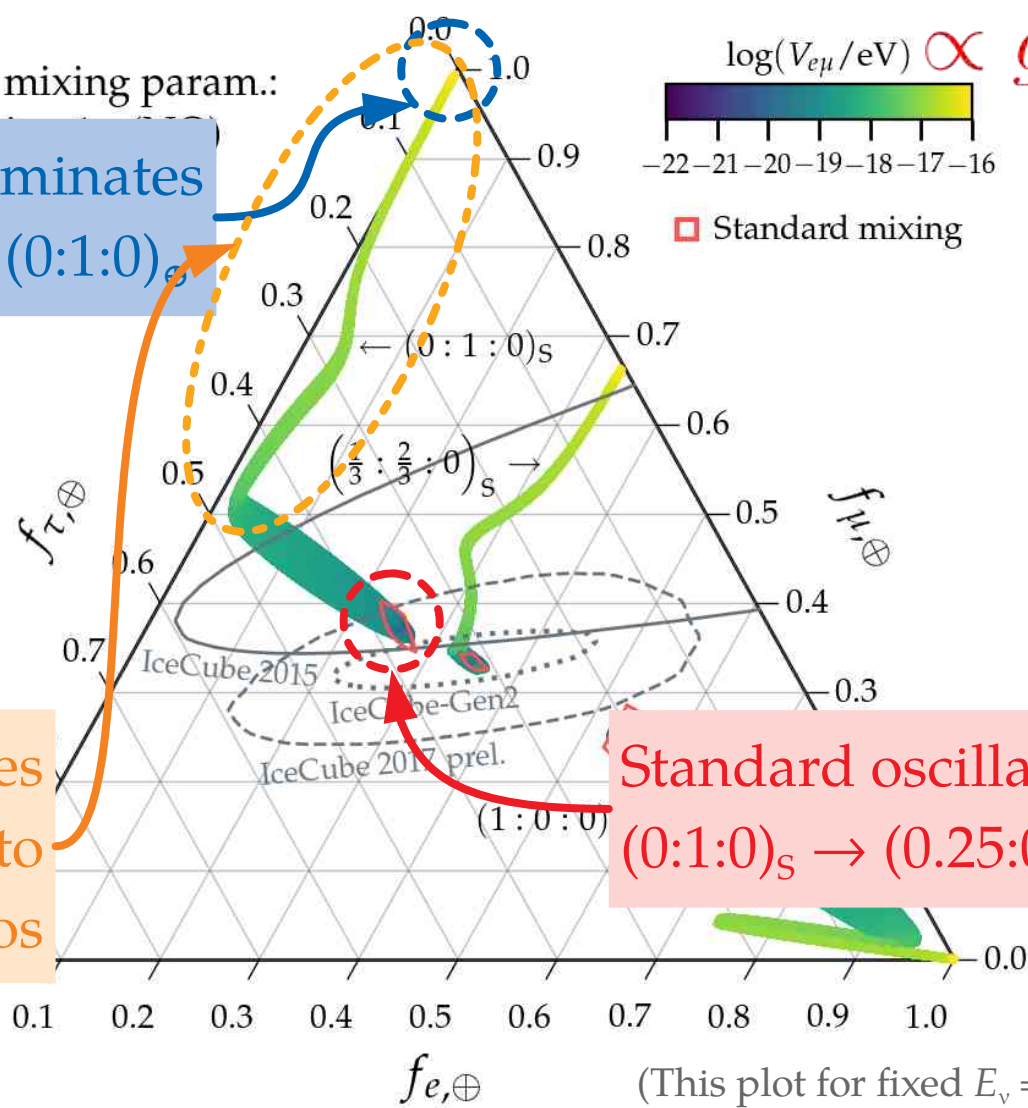 mixing param.:
minates
(0:1:0)⊕
log(V_eμ/eV) ∝
−22 −21 −20 −19 −18 −17 −16
Standard mixing
0.0
0.1
0.2
0.3
0.4
0.5
0.6
0.7
f_τ,⊕
1.0
0.9
0.8
0.7
0.6
0.5
0.4
0.3
0.0
f_μ,⊕
← (0 : 1 : 0)_S
(1/3 : 2/3 : 0)_S →
IceCube 2015
IceCube-Gen2
IceCube 2017 prel.
(1 : 0 : 0)
es
to
os
Standard oscilla
(0:1:0)_S → (0.25:0
0.1 0.2 0.3 0.4 0.5 0.6 0.7 0.8 0.9 1.0
f_e,⊕
(This plot for fixed E_ν =